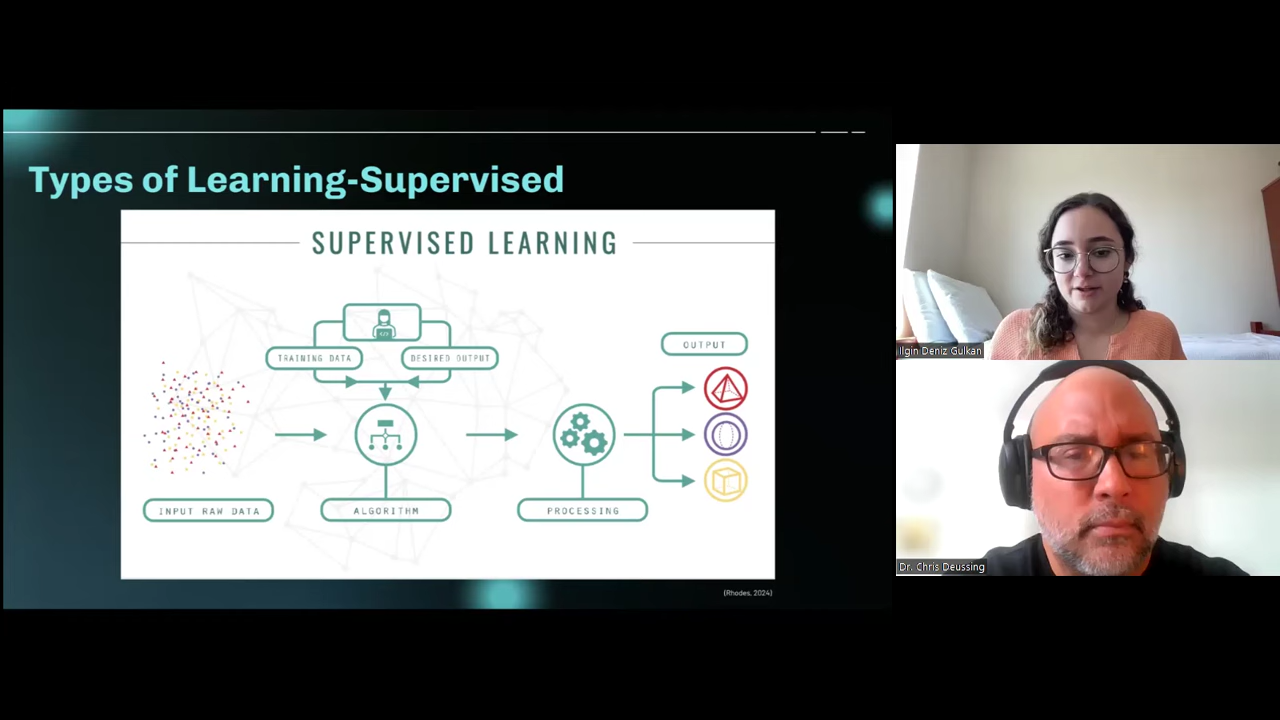 Types of Learning-Supervised
SUPERVISED LEARNING
TRAINING DATA
DESIRED OUTPUT
OUTPUT
INPUT RAW DATA
ALGORITHM
PROCESSING
(Rhodes, 2024)
Ilgin Deniz Gulkan
Dr. Chris Deussing